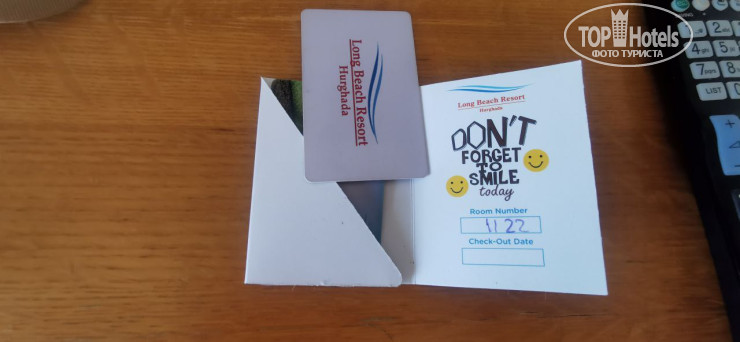 TOP Hotels
ФОТО ТУРИСТА
Long Beach Resort
Hurghada
Long Beach Resort
Hurghada
DON'T
FORGET
TO
SMILE
today
Room Number
1122
Check-Out Date
LIST